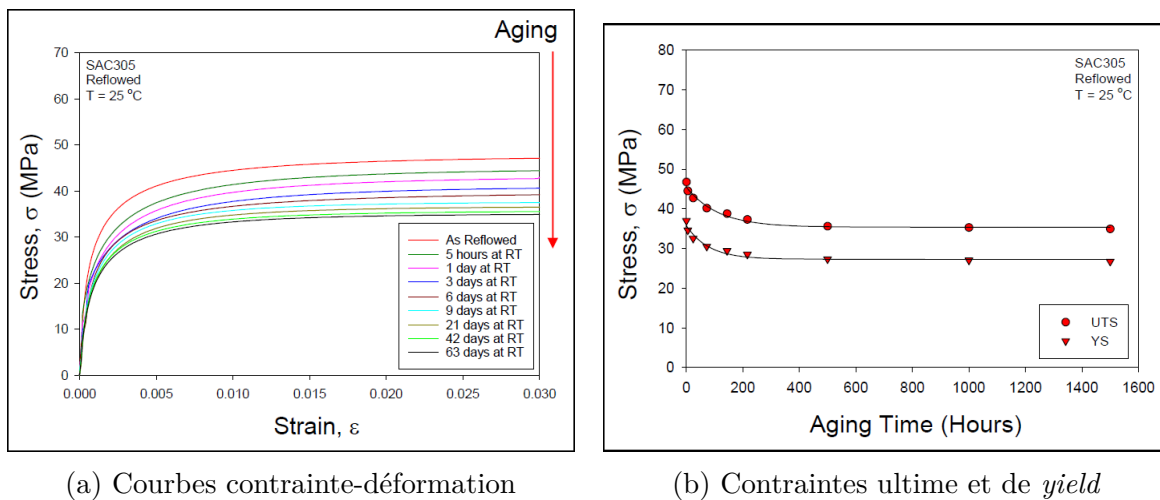 Aging
70
60
50
40
30
20
10
0
Stress, σ (MPa)
SAC305
Reflowed
T = 25 °C
As Reflowed
5 hours at RT
1 day at RT
3 days at RT
6 days at RT
9 days at RT
21 days at RT
42 days at RT
63 days at RT
0.000 0.005 0.010 0.015 0.020 0.025 0.030
Strain, ε
(a) Courbes contrainte-déformation
80
70
60
50
40
30
20
10
0
Stress, σ (MPa)
SAC305
Reflowed
T = 25 °C
UTS
YS
0 200 400 600 800 1000 1200 1400 1600
Aging Time (Hours)
(b) Contraintes ultime et de yield